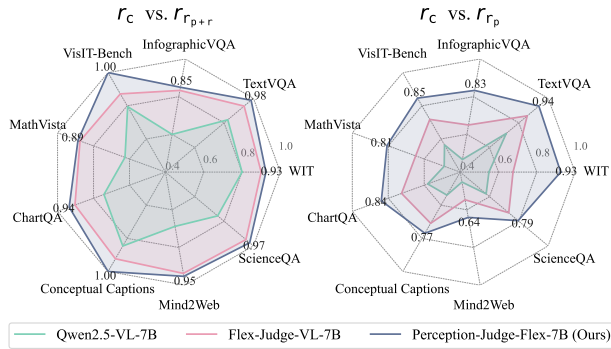 r_c vs. r_{r_p+r}
InfographicVQA
TextVQA
WIT
ScienceQA
Mind2Web
Conceptual Captions
ChartQA
MathVista
VisIT-Bench
0.85
0.98
0.93
0.97
0.95
1.00
0.94
0.89
1.00
0.4
0.6
0.8
1.0
r_c vs. r_{r_p}
InfographicVQA
TextVQA
WIT
ScienceQA
Mind2Web
Conceptual Captions
ChartQA
MathVista
VisIT-Bench
0.83
0.94
0.93
0.79
0.64
0.77
0.84
0.81
0.85
0.4
0.6
0.8
1.0
Qwen2.5-VL-7B
Flex-Judge-VL-7B
Perception-Judge-Flex-7B (Ours)